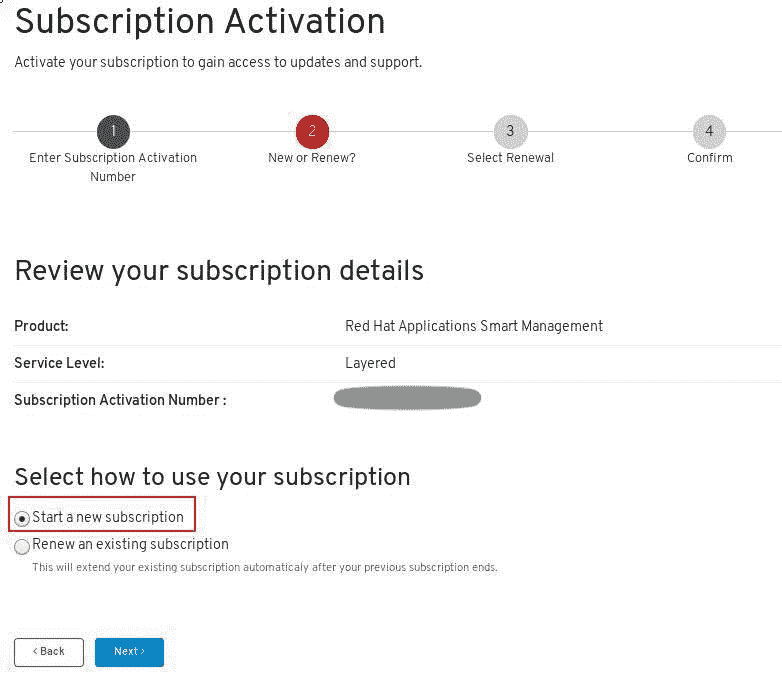 Subscription Activation
Activate your subscription to gain access to updates and support.
1 2 3 4
Enter Subscription Activation New or Renew? Select Renewal Confirm
Number
Review your subscription details
Product: Red Hat Applications Smart Management
Service Level: Layered
Subscription Activation Number :
Select how to use your subscription
Start a new subscription
Renew an existing subscription
This will extend your existing subscription automaticaly after your previous subscription ends.
‹ Back Next ›